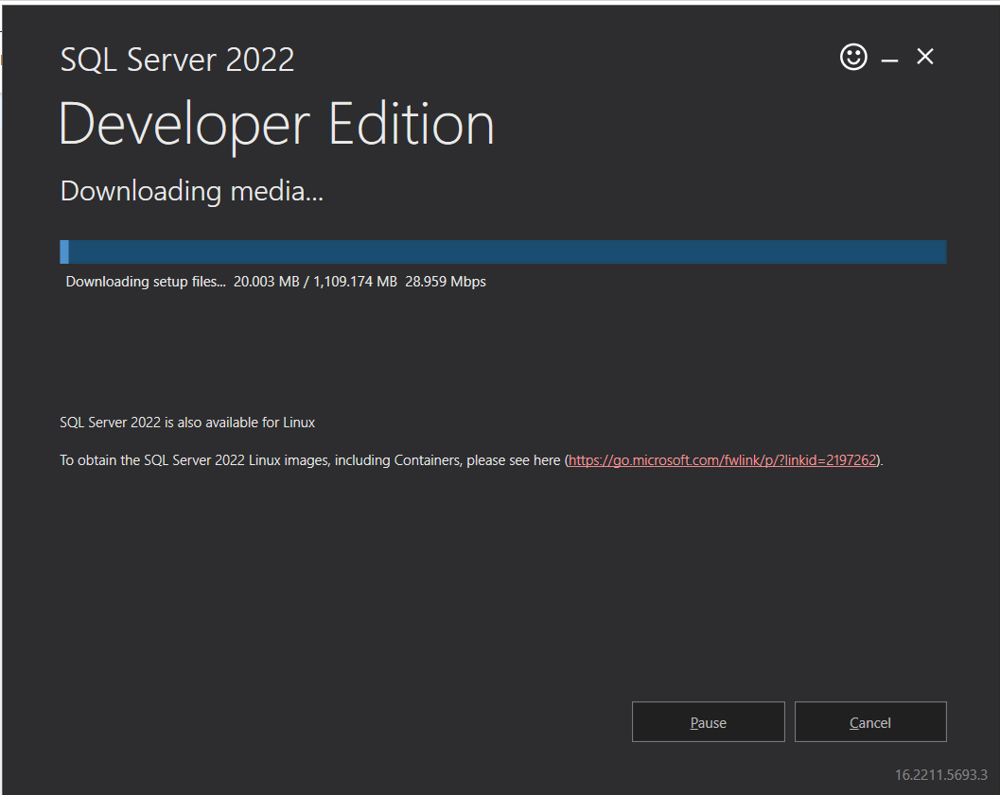 SQL Server 2022
Developer Edition
Downloading media...
Downloading setup files... 20.003 MB / 1,109.174 MB 28.959 Mbps
SQL Server 2022 is also available for Linux
To obtain the SQL Server 2022 Linux images, including Containers, please see here (https://go.microsoft.com/fwlink/p/?linkid=2197262).
Pause
Cancel
16.2211.5693.3